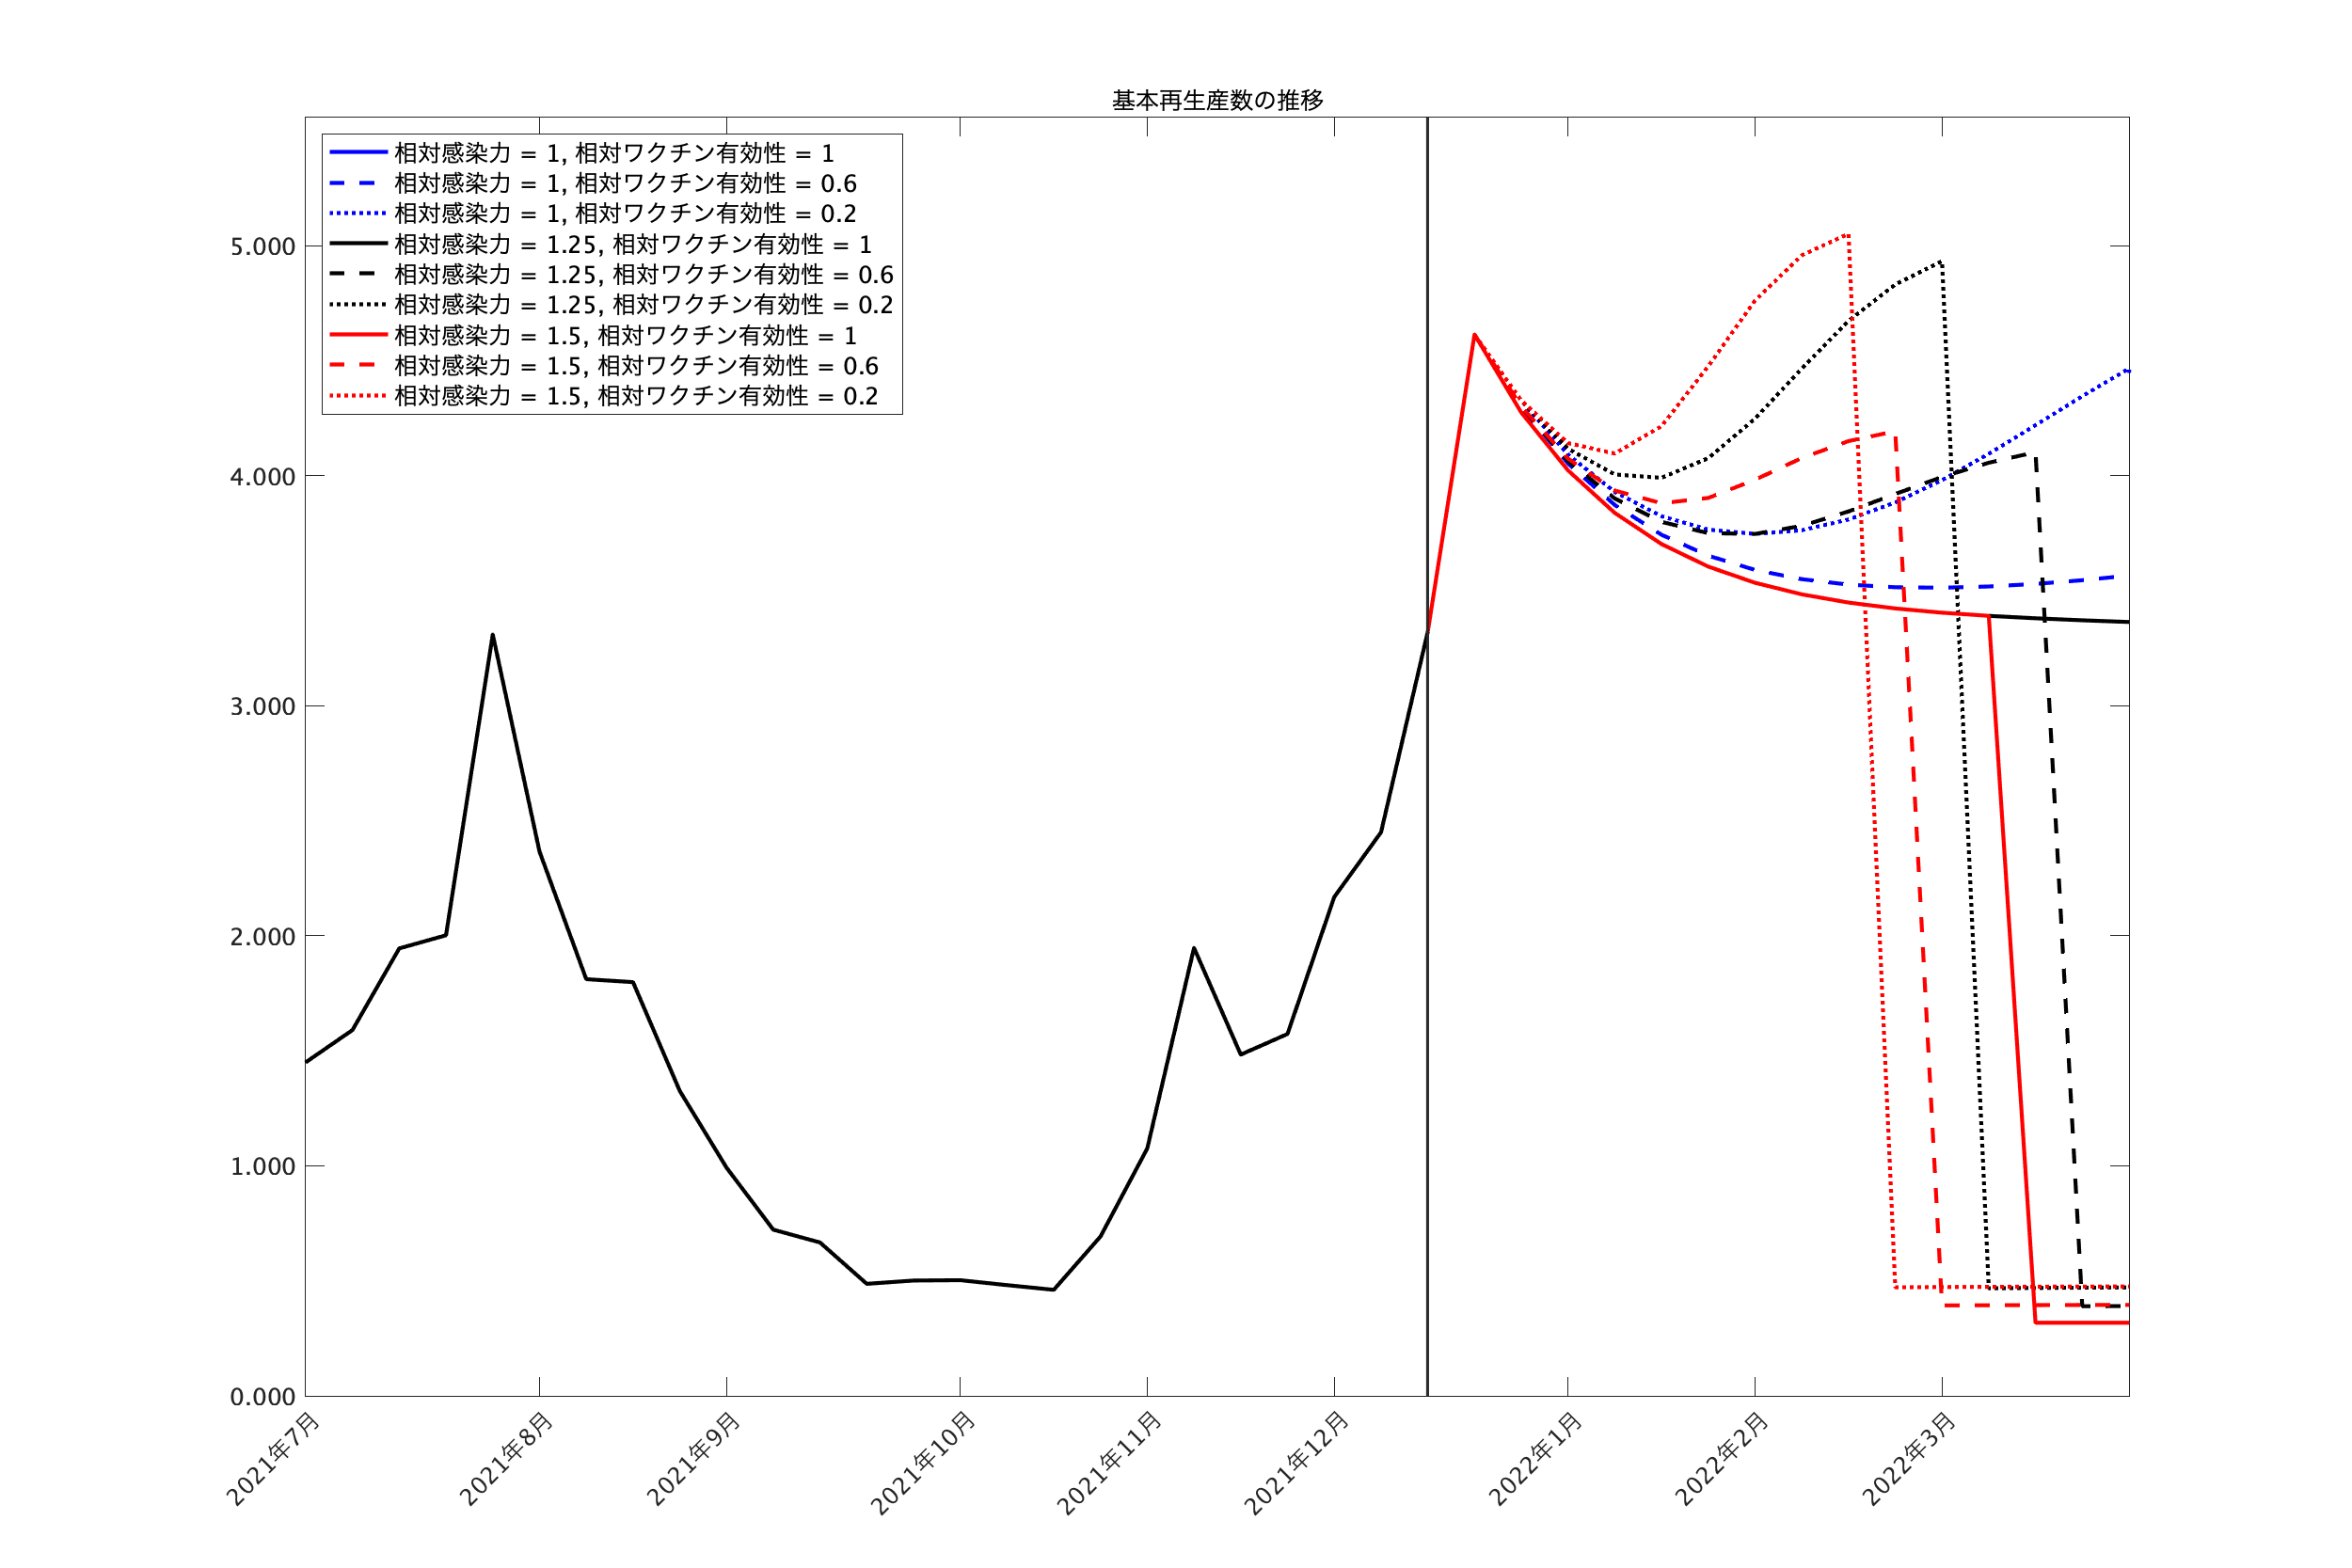 基本再生産数の推移
相対感染力 = 1, 相対ワクチン有効性 = 1
相対感染力 = 1, 相対ワクチン有効性 = 0.6
相対感染力 = 1, 相対ワクチン有効性 = 0.2
相対感染力 = 1.25, 相対ワクチン有効性 = 1
相対感染力 = 1.25, 相対ワクチン有効性 = 0.6
相対感染力 = 1.25, 相対ワクチン有効性 = 0.2
相対感染力 = 1.5, 相対ワクチン有効性 = 1
相対感染力 = 1.5, 相対ワクチン有効性 = 0.6
相対感染力 = 1.5, 相対ワクチン有効性 = 0.2
5.000
4.000
3.000
2.000
1.000
0.000
2021年7月
2021年8月
2021年9月
2021年10月
2021年11月
2021年12月
2022年1月
2022年2月
2022年3月